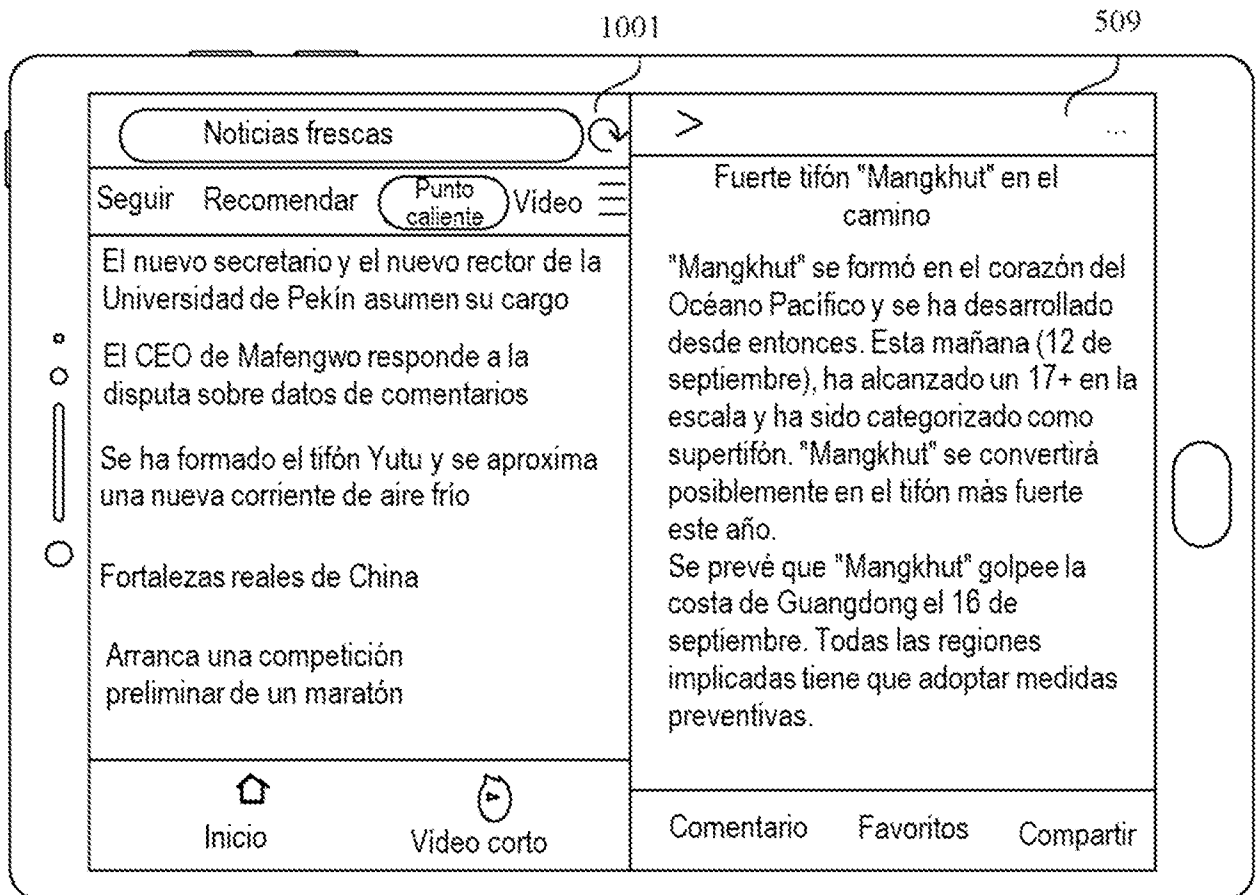 1001
509
Noticias frescas
Seguir Recomendar Punto caliente Vídeo
El nuevo secretario y el nuevo rector de la
Universidad de Pekín asumen su cargo
El CEO de Mafengwo responde a la
disputa sobre datos de comentarios
Se ha formado el tifón Yutu y se aproxima
una nueva corriente de aire frío
Fortalezas reales de China
Arranca una competición
preliminar de un maratón
Inicio
Vídeo corto
> ...
Fuerte tifón "Mangkhut" en el
camino
"Mangkhut" se formó en el corazón del
Océano Pacífico y se ha desarrollado
desde entonces. Esta mañana (12 de
septiembre), ha alcanzado un 17+ en la
escala y ha sido categorizado como
supertifón. "Mangkhut" se convertirá
posiblemente en el tifón más fuerte
este año.
Se prevé que "Mangkhut" golpee la
costa de Guangdong el 16 de
septiembre. Todas las regiones
implicadas tiene que adoptar medidas
preventivas.
Comentario Favoritos Compartir